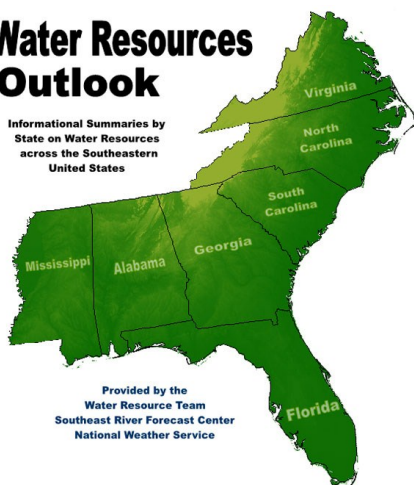 Water Resources
Outlook
Informational Summaries by
State on Water Resources
across the Southeastern
United States
Virginia
North
Carolina
South
Carolina
Georgia
Alabama
Mississippi
Florida
Provided by the
Water Resource Team
Southeast River Forecast Center
National Weather Service